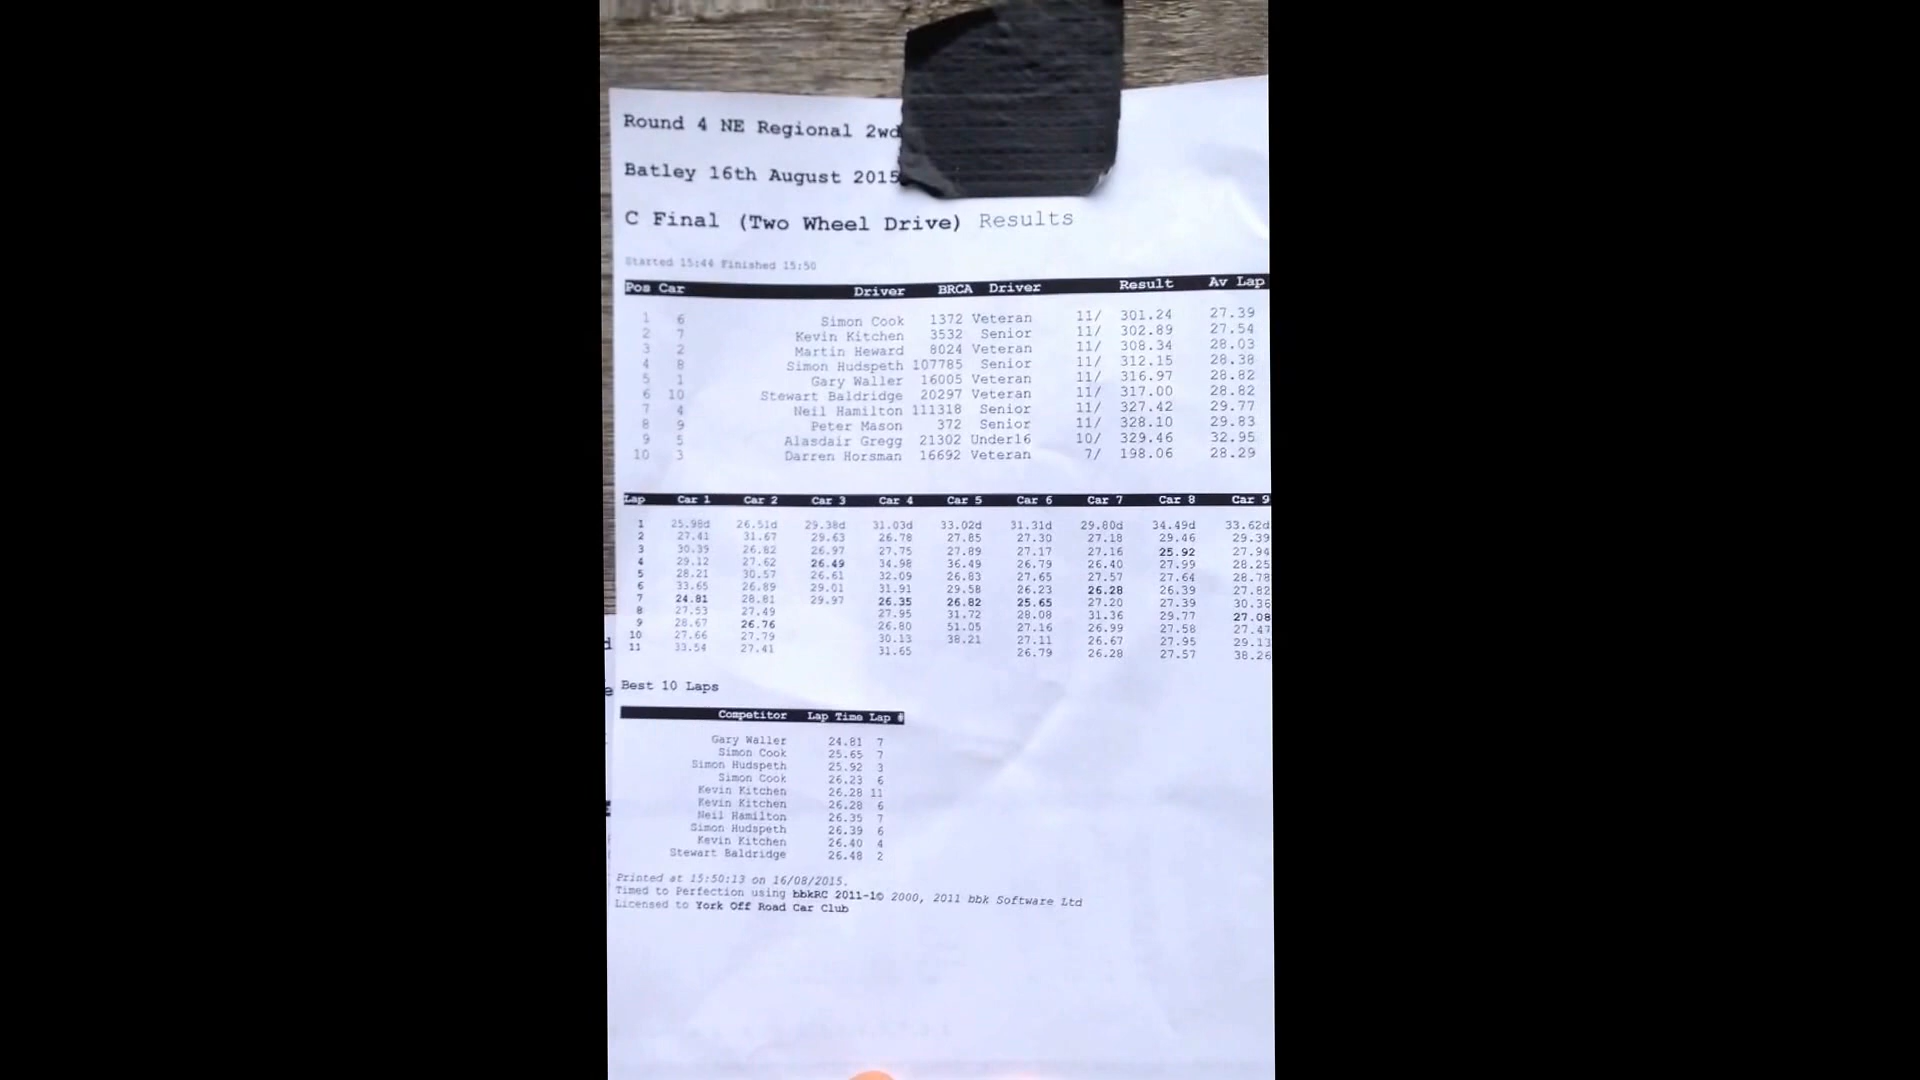 Round 4 NE Regional 2wd
Batley 16th August 2015
C Final (Two Wheel Drive) Results
Started 15:44 Finished 15:50
Pos Car Driver BRCA Driver Result Av Lap
1 6 Simon Cook 1372 Veteran 11/ 301.24 27.39
2 7 Kevin Kitchen 3532 Senior 11/ 302.89 27.54
3 2 Martin Heward 8024 Veteran 11/ 308.34 28.03
4 8 Simon Hudspeth 107785 Senior 11/ 312.15 28.38
5 1 Gary Waller 16005 Veteran 11/ 316.97 28.82
6 10 Stewart Baldridge 20297 Veteran 11/ 317.00 28.82
7 4 Neil Hamilton 111318 Senior 11/ 327.42 29.77
8 9 Peter Mason 372 Senior 11/ 328.10 29.83
9 5 Alasdair Gregg 21302 Under16 10/ 329.46 32.95
10 3 Darren Horsman 16692 Veteran 7/ 198.06 28.29
Lap Car 1 Car 2 Car 3 Car 4 Car 5 Car 6 Car 7 Car 8 Car 9
1 25.98d 26.51d 29.38d 31.03d 33.02d 31.31d 29.80d 34.49d 33.62d
2 27.41 31.67 29.63 26.78 27.85 27.30 27.18 29.46 29.39
3 30.39 26.82 26.97 27.75 27.89 27.17 27.16 25.92 27.94
4 29.12 27.62 26.49 34.98 36.49 26.79 26.40 27.99 28.25
5 28.21 30.57 26.61 32.09 26.83 27.65 27.57 27.64 28.78
6 33.65 26.89 29.01 31.91 29.58 26.23 26.28 26.39 27.82
7 24.81 28.81 29.97 26.35 26.82 25.65 27.20 27.39 30.36
8 27.53 27.49 27.95 31.72 28.08 31.36 29.77 27.08
9 28.67 26.76 26.80 51.05 27.16 26.99 27.58 27.47
10 27.66 27.79 30.13 38.21 27.11 26.67 27.95 29.13
11 33.54 27.41 31.65 26.79 26.28 27.57 38.26
Best 10 Laps
Competitor Lap Time Lap #
Gary Waller 24.81 7
Simon Cook 25.65 7
Simon Hudspeth 25.92 3
Simon Cook 26.23 6
Kevin Kitchen 26.28 11
Kevin Kitchen 26.28 6
Neil Hamilton 26.35 7
Simon Hudspeth 26.39 6
Kevin Kitchen 26.40 4
Stewart Baldridge 26.48 2
Printed at 15:50:13 on 16/08/2015.
Timed to Perfection using bbkRC 2011-1© 2000, 2011 bbk Software Ltd
Licensed to York Off Road Car Club